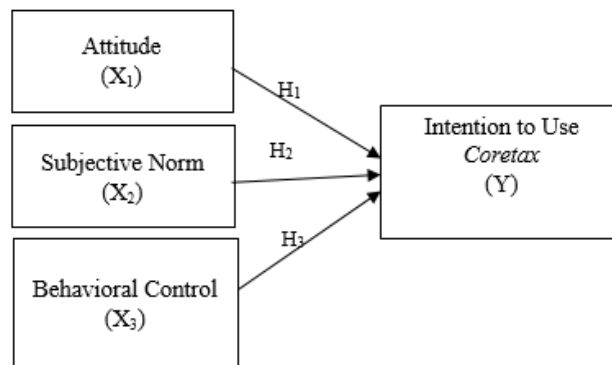 Attitude
(X₁)
H₁
Subjective Norm
(X₂)
H₂
Behavioral Control
(X₃)
H₃
Intention to Use
Coretax
(Y)